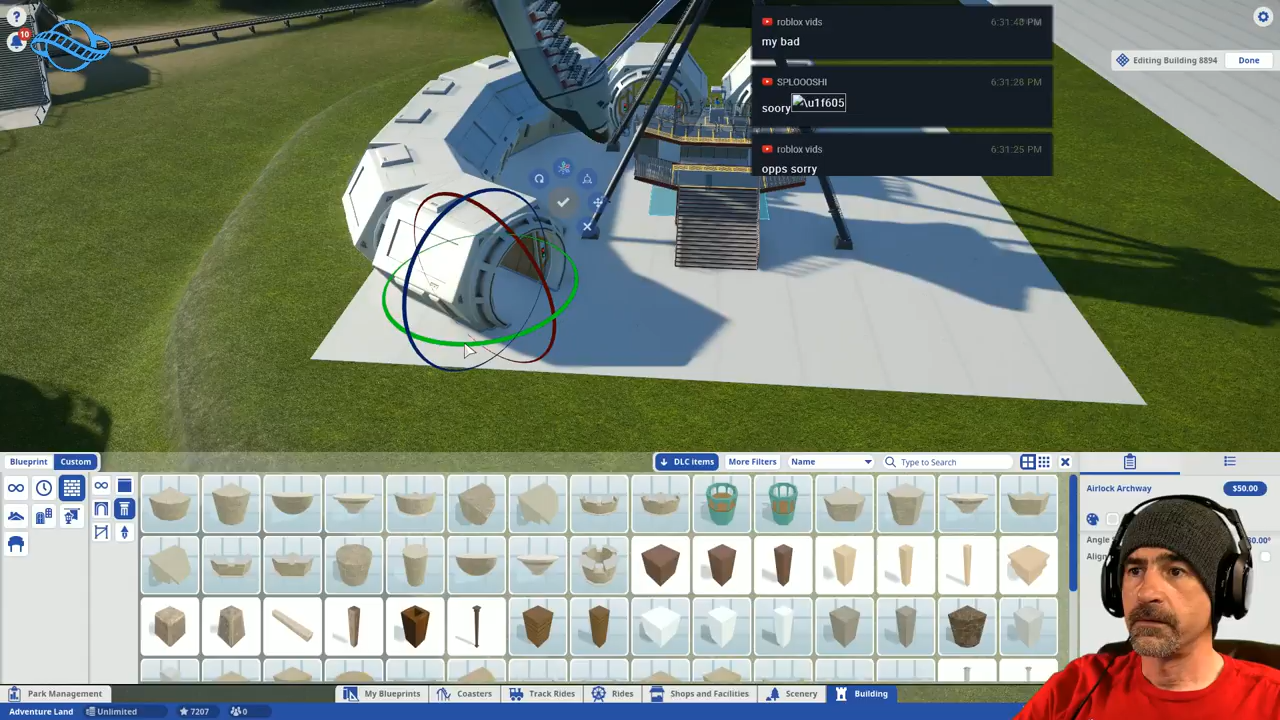 ?
10
roblox vids 6:31:48 PM
my bad
SPLOOOSHI 6:31:26 PM
soory \u1f605
roblox vids 6:31:25 PM
opps sorry
Editing Building 8894 Done
Blueprint Custom DLC items More Filters Name Type to Search
Airlock Archway $50.00
Angle
Align
Park Management My Blueprints Coasters Track Rides Rides Shops and Facilities Scenery Building
Adventure Land Unlimited 7207 0